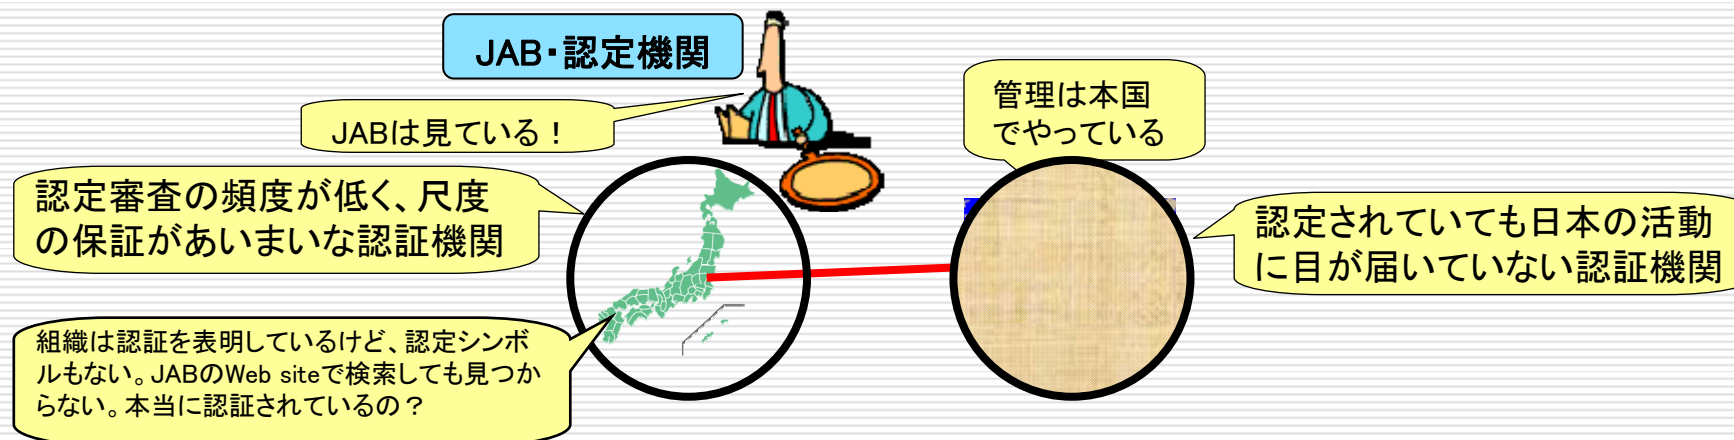 JAB・認定機関
JABは見ている！
管理は本国
でやっている
認定審査の頻度が低く、尺度
の保証があいまいな認証機関
認定されていても日本の活動
に目が届いていない認証機関
組織は認証を表明しているけど、認定シンボ
ルもない。JABのWeb siteで検索しても見つか
らない。本当に認証されているの？